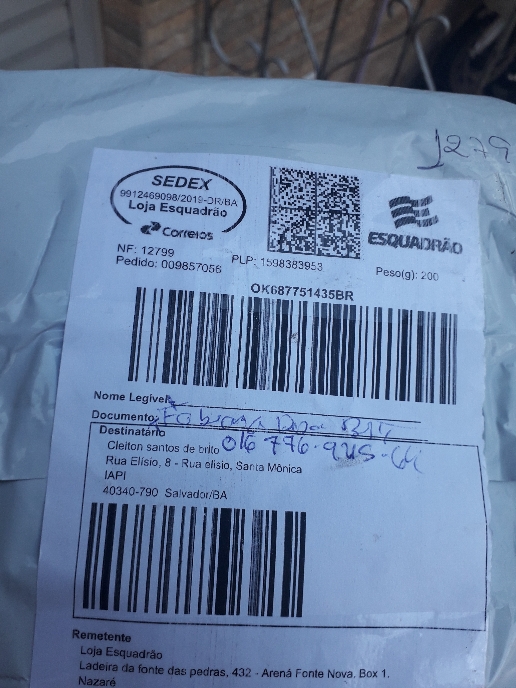 1279
SEDEX
9912469098/2019-DR/BA
Loja Esquadrão
Correios
ESQUADRÃO
NF: 12799
Pedido: 009857056
PLP: 1598383953
Peso(g): 200
OK687751435BR
Nome Legível:
Documento:
Destinatário
Cleiton santos de brito
Rua Elísio, 8 - Rua elisio, Santa Mônica
IAPI
40340-790 Salvador/BA
Remetente
Loja Esquadrão
Ladeira da fonte das pedras, 432 - Arena Fonte Nova. Box 1.
Nazaré